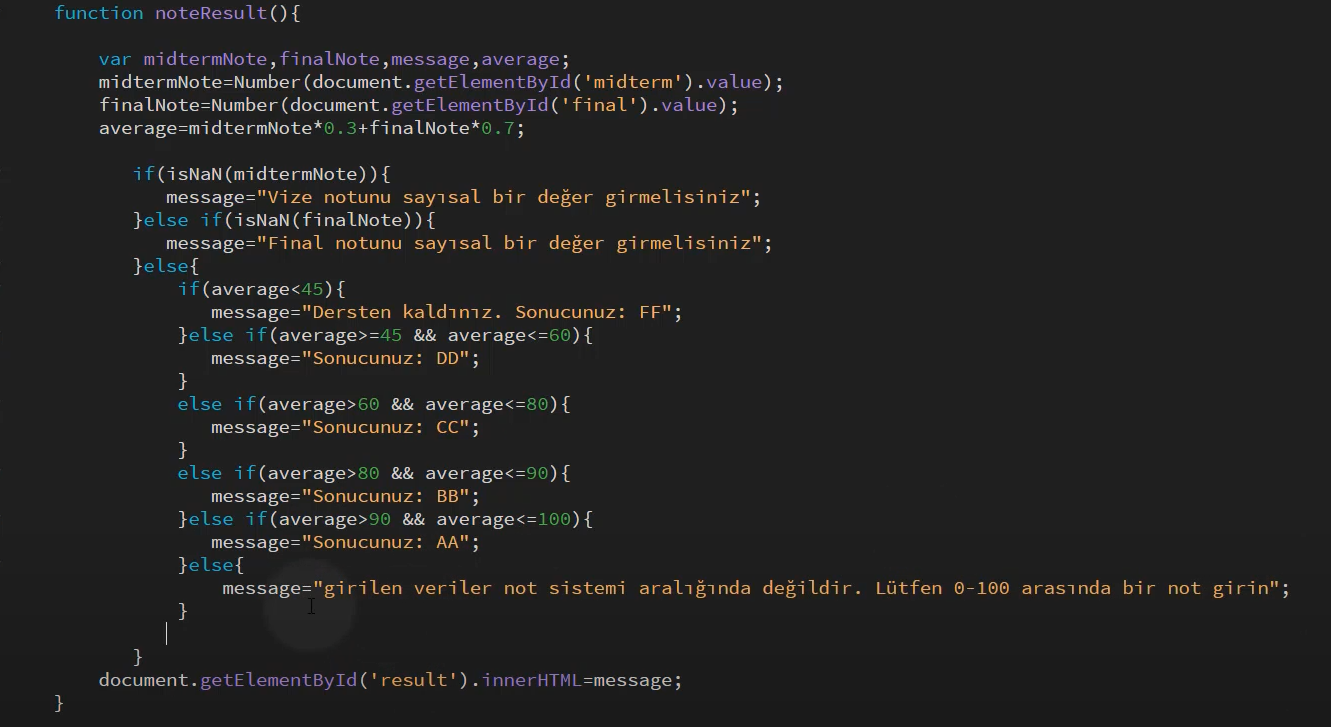 function noteResult(){
var midtermNote,finalNote,message,average;
midtermNote=Number(document.getElementById('midterm').value);
finalNote=Number(document.getElementById('final').value);
average=midtermNote*0.3+finalNote*0.7;
if(isNaN(midtermNote)){
message="Vize notunu sayısal bir değer girmelisiniz";
}else if(isNaN(finalNote)){
message="Final notunu sayısal bir değer girmelisiniz";
}else{
if(average<45){
message="Dersten kaldınız. Sonucunuz: FF";
}else if(average>=45 && average<=60){
message="Sonucunuz: DD";
}
else if(average>60 && average<=80){
message="Sonucunuz: CC";
}
else if(average>80 && average<=90){
message="Sonucunuz: BB";
}else if(average>90 && average<=100){
message="Sonucunuz: AA";
}else{
message="girilen veriler not sistemi aralığında değildir. Lütfen 0-100 arasında bir not girin";
}
}
document.getElementById('result').innerHTML=message;
}